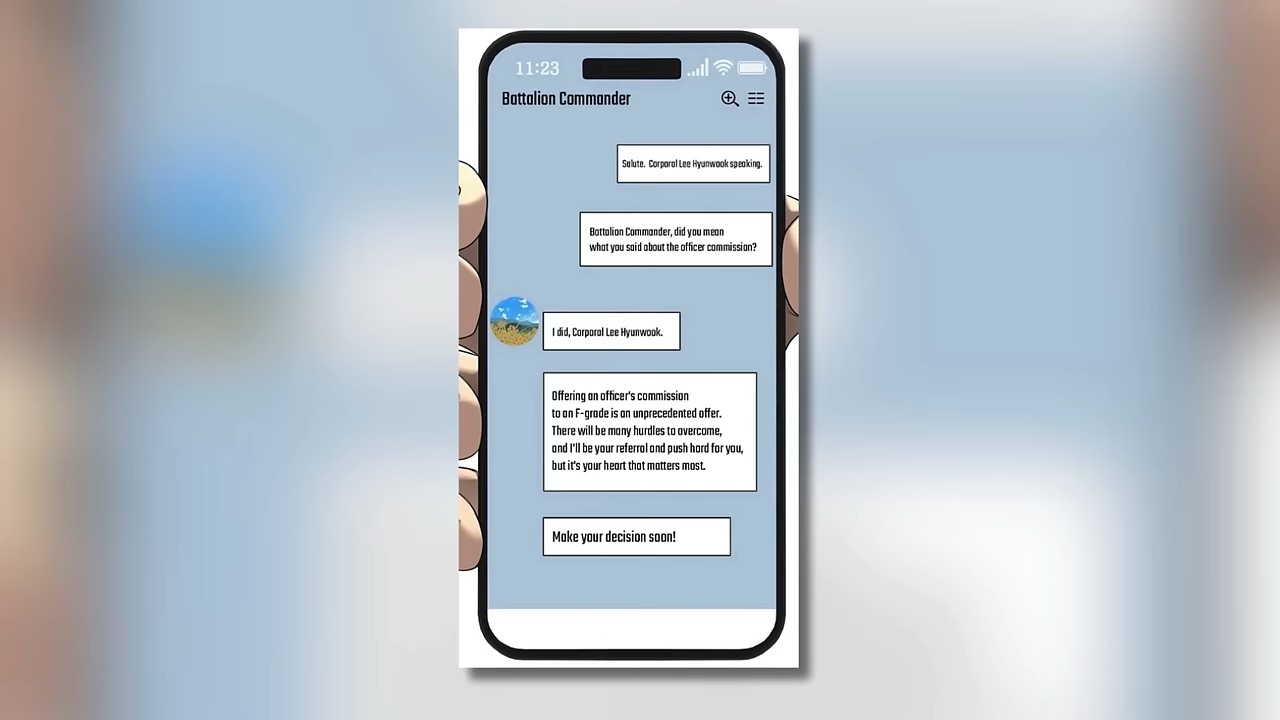 11:23
Battalion Commander
Salute. Corporal Lee Hyunwook speaking.
Battalion Commander, did you mean
what you said about the officer commission?
I did, Corporal Lee Hyunwook.
Offering an officer's commission
to an F-grade is an unprecedented offer.
There will be many hurdles to overcome,
and I'll be your referral and push hard for you,
but it's your heart that matters most.
Make your decision soon!